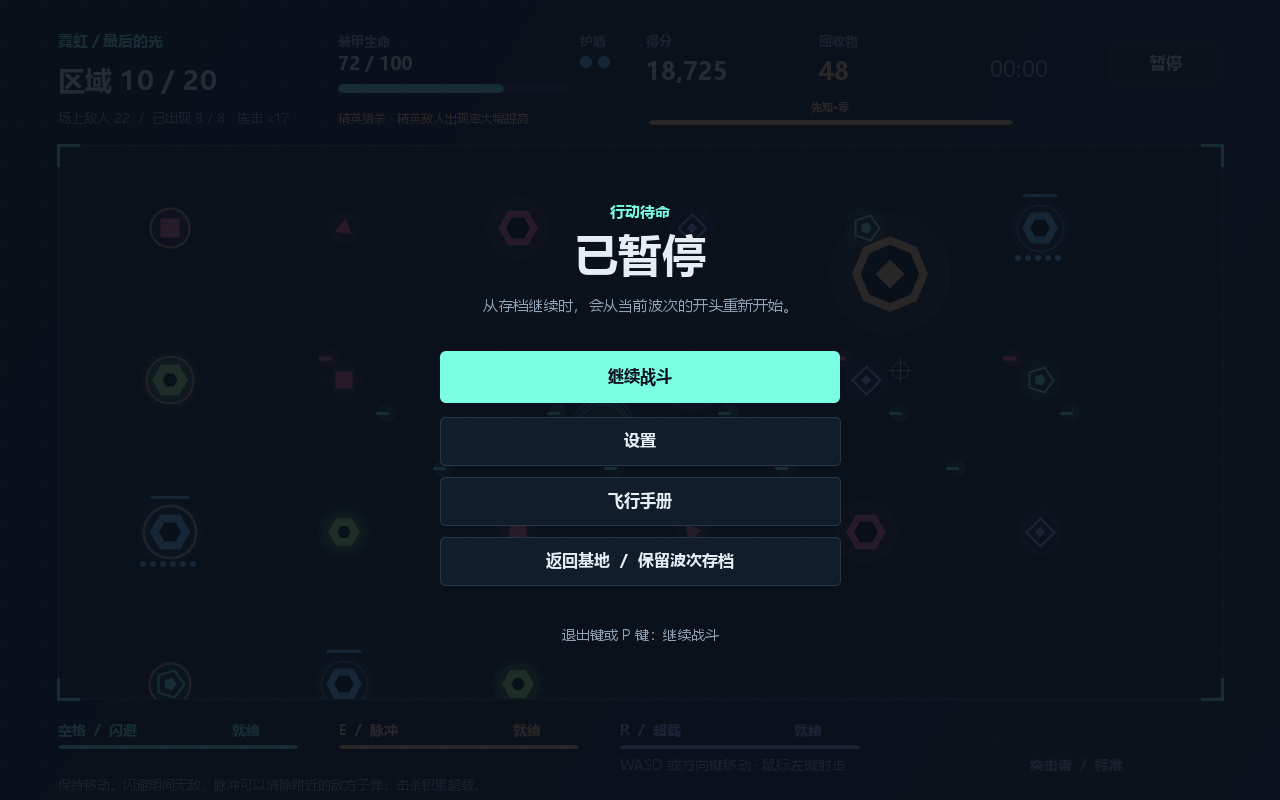 霓虹 / 最后的光
区域 10 / 20
场上敌人 22 / 已出现 8 / 8 连击 ×17
装甲生命
72 / 100
精英猎杀 · 精英敌人出现率大幅提高
护盾
得分
18,725
回收物
48
先知·零
00:00
暂停
行动待命
已暂停
从存档继续时，会从当前波次的开头重新开始。
继续战斗
设置
飞行手册
返回基地 / 保留波次存档
退出键或 P 键：继续战斗
空格 / 闪避 就绪
E / 脉冲 就绪
R / 超载 就绪
WASD 或方向键移动 · 鼠标左键射击
突击者 / 标准
保持移动。闪避期间无敌，脉冲可以清除附近的敌方子弹；击杀积累超载。